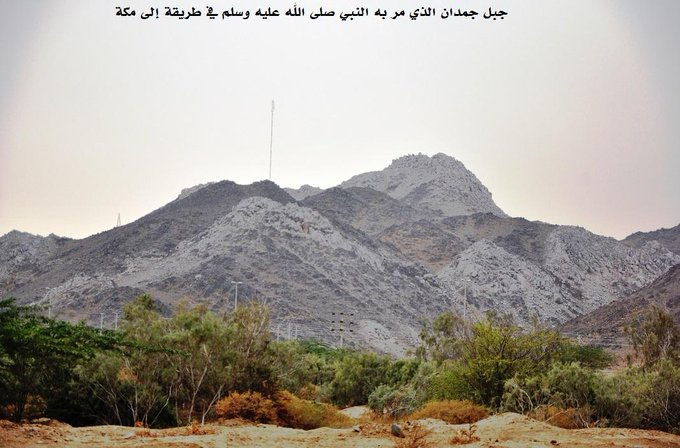 جبل جمدان الذي مر به النبي صلى الله عليه وسلم في طريقة إلى مكة